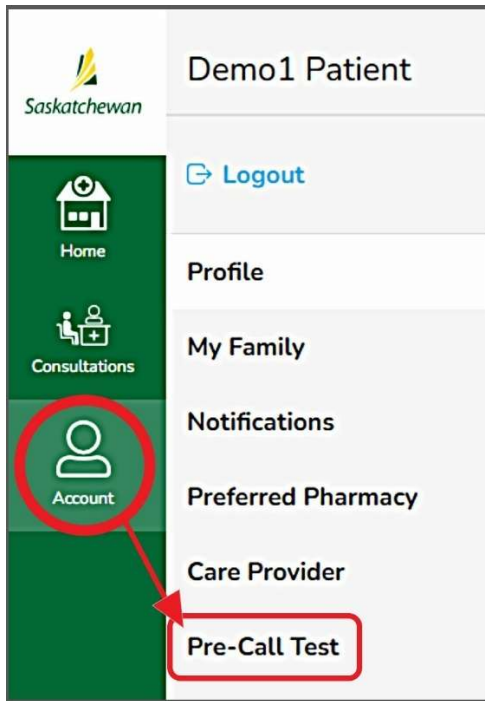 Saskatchewan
Home
Consultations
Account
Demo1 Patient
Logout
Profile
My Family
Notifications
Preferred Pharmacy
Care Provider
Pre-Call Test